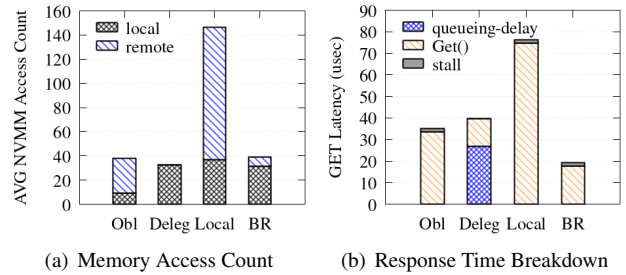 AVG NVMM Access Count
160
140
120
100
80
60
40
20
0
local
remote
Obl Deleg Local BR
(a) Memory Access Count
GET Latency (usec)
90
80
70
60
50
40
30
20
10
0
queueing-delay
Get()
stall
Obl Deleg Local BR
(b) Response Time Breakdown